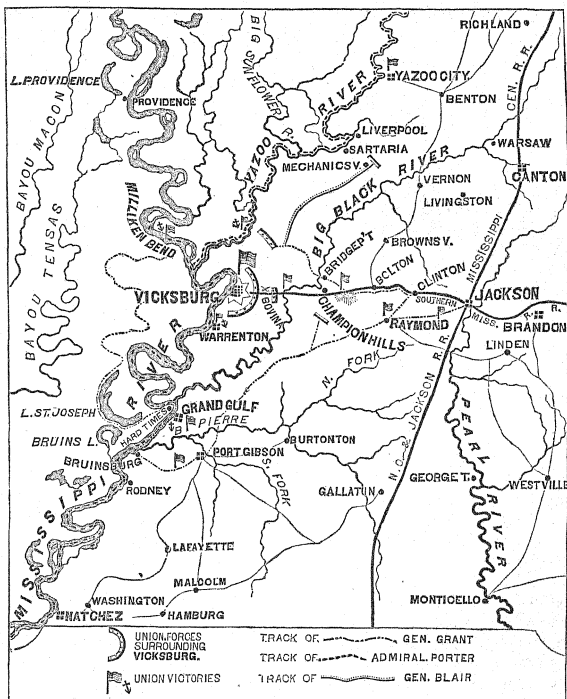 RICHLAND
BIG SUNFLOWER R.
CEN. R. R.
L. PROVIDENCE
PROVIDENCE
YAZOO CITY
BENTON
BAYOU MACON
YAZOO RIVER
LIVERPOOL
SARTARIA
MECHANICSV.
WARSAW
CANTON
VERNON
LIVINGSTON
BIG BLACK RIVER
MILLIKEN BEND
BAYOU TENSAS
BRIDGEP'T
BROWNS V.
MISSISSIPPI
VICKSBURG
BOVINA
BOLTON
CLINTON
SOUTHERN
JACKSON
MISS.
R. R.
CHAMPION HILLS
RAYMOND
BRANDON
WARRENTON
LINDEN
N. FORK
L. ST. JOSEPH
HARD TIMES
GRAND GULF
PIERRE
B.
N. O. & JACKSON R. R.
PEARL RIVER
BRUINS L.
BRUINSBURG
PORT GIBSON
BURTONTON
S. FORK
RODNEY
GALLATIN
GEORGET.
WESTVILLE
MISSISSIPPI RIVER
LAFAYETTE
MALCOLM
WASHINGTON
HAMBURG
NATCHEZ
MONTICELLO
UNION FORCES
SURROUNDING
VICKSBURG.
UNION VICTORIES
TRACK OF GEN. GRANT
TRACK OF ADMIRAL PORTER
TRACK OF GEN. BLAIR